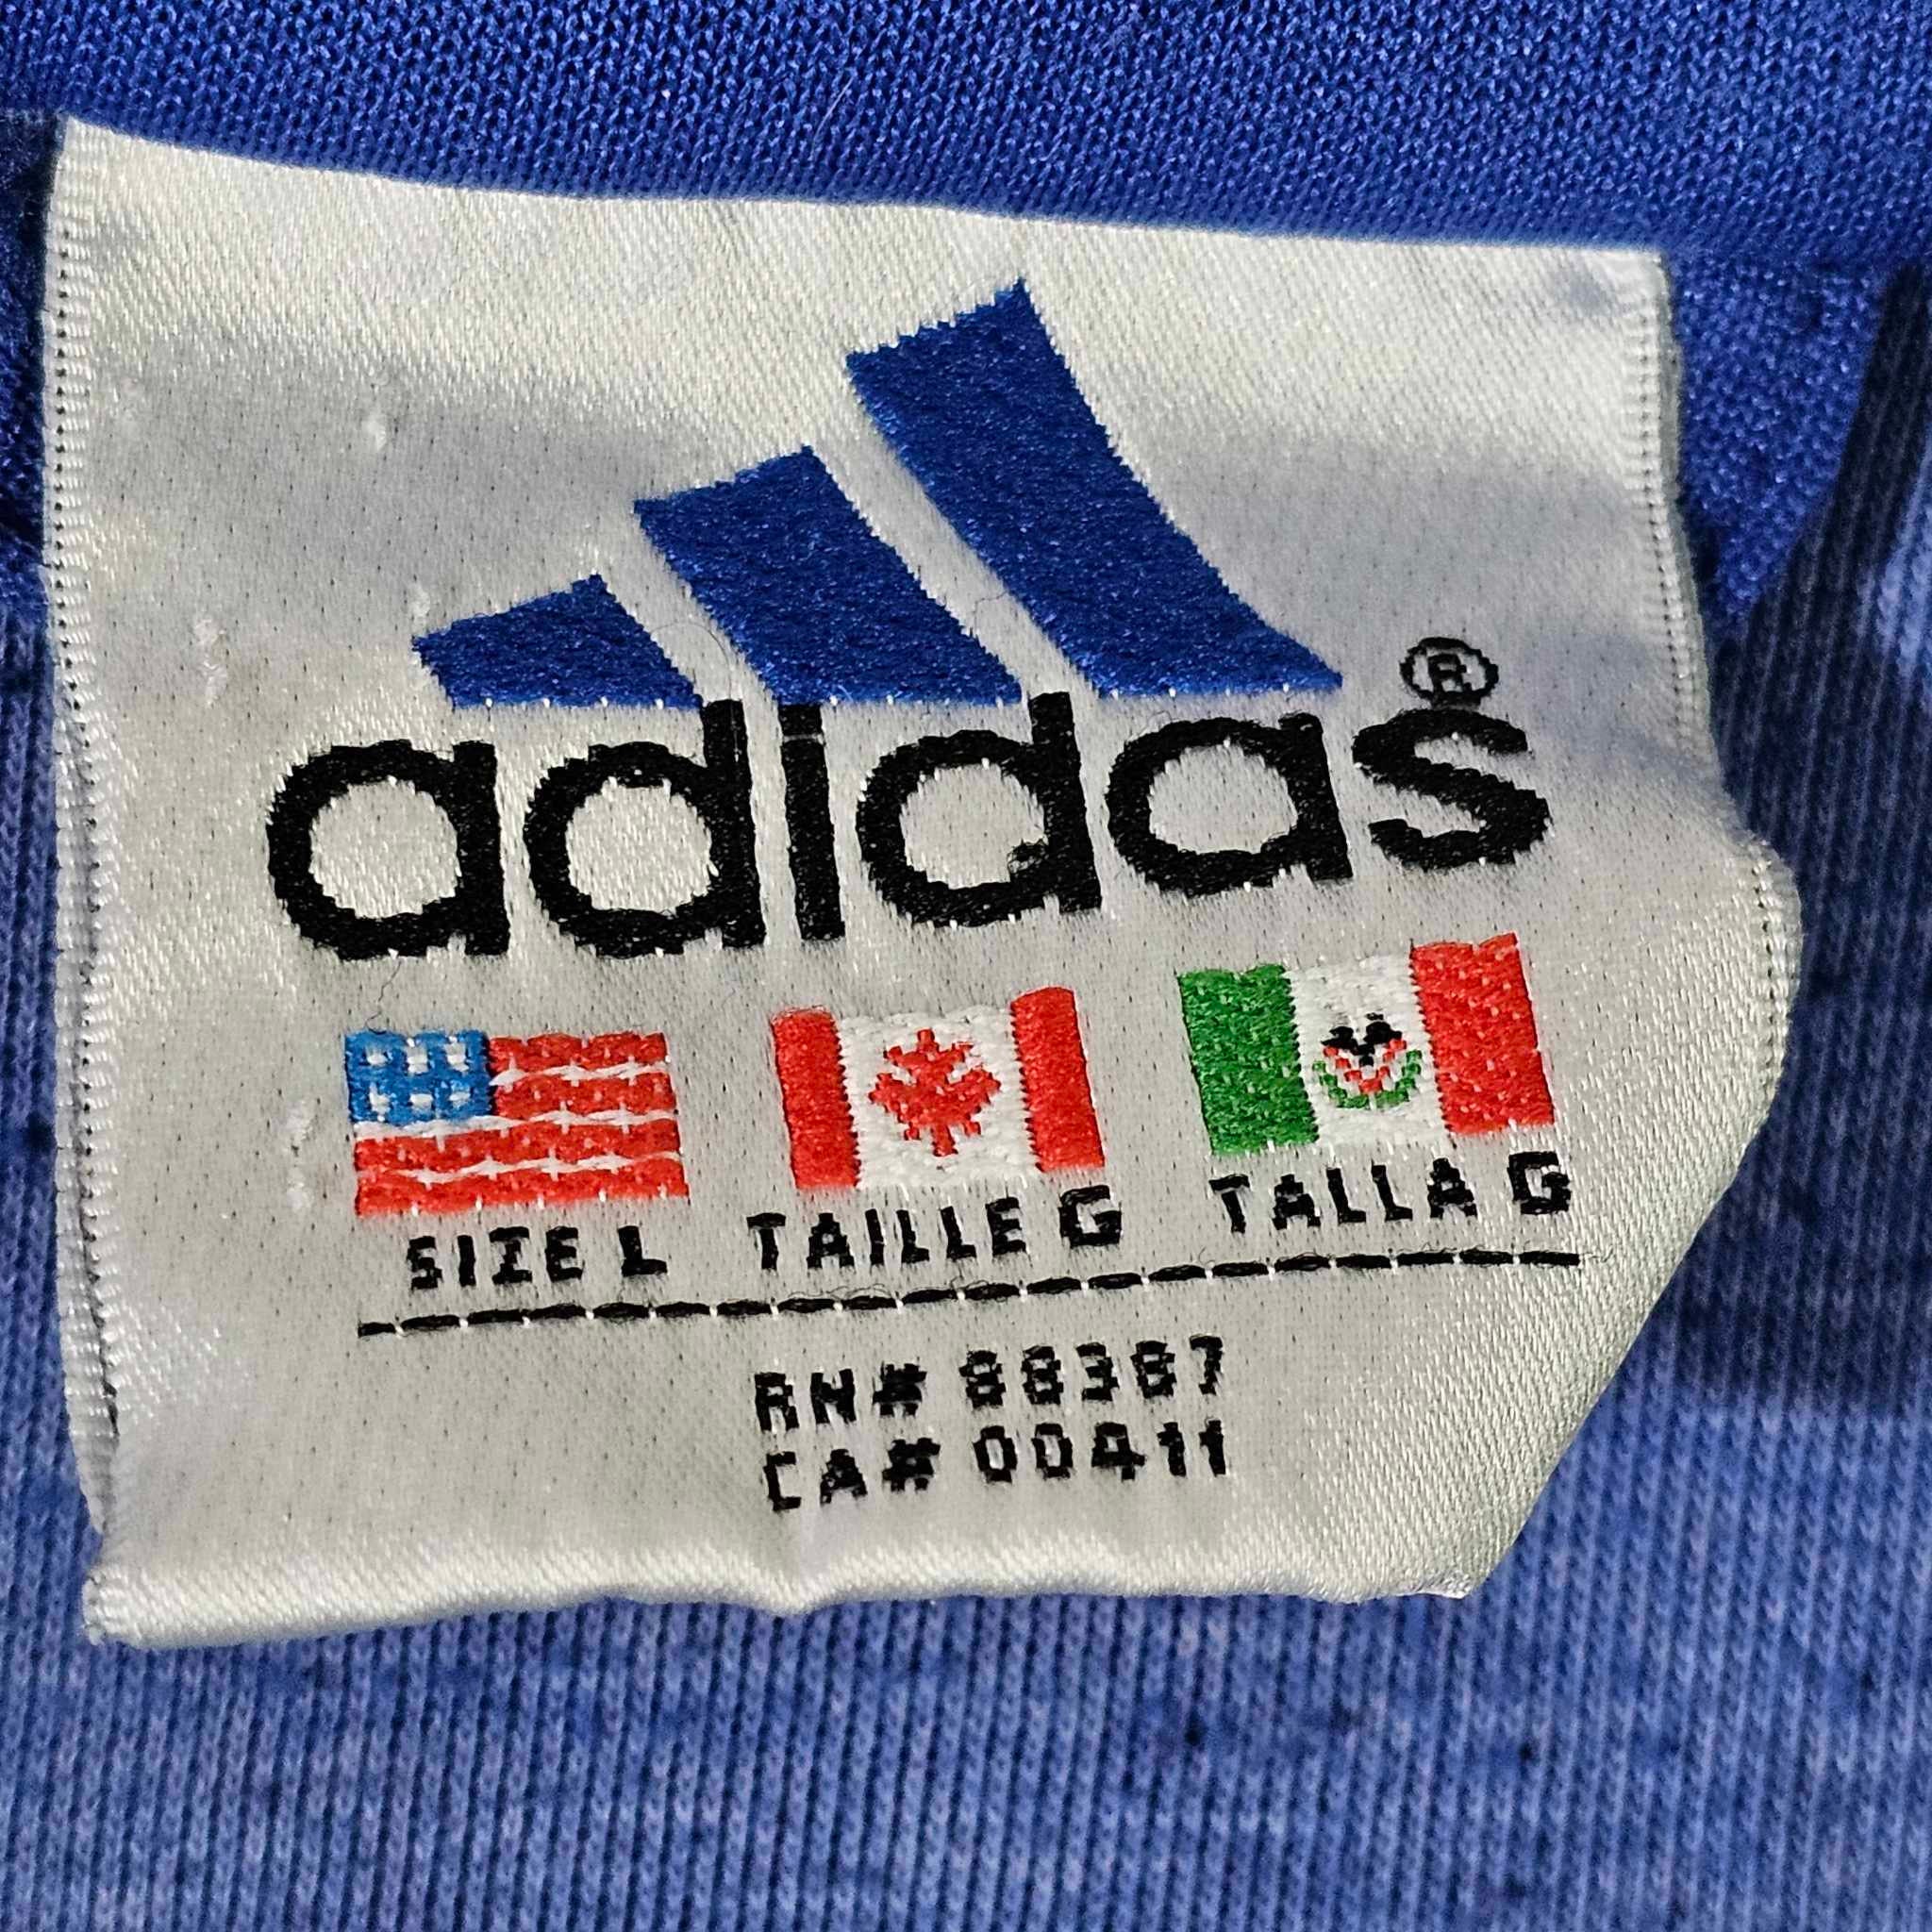 adidas®
SIZE L TAILLE G TALLA G
RN# 88387
CA# 00411